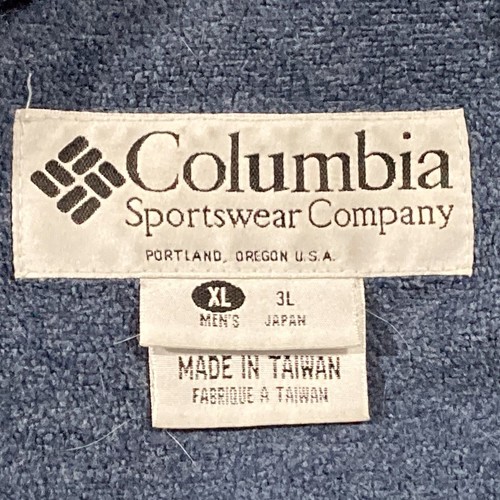 Columbia
Sportswear Company
PORTLAND, OREGON U.S.A.
XL 3L
MEN'S JAPAN
MADE IN TAIWAN
FABRIQUE A TAIWAN